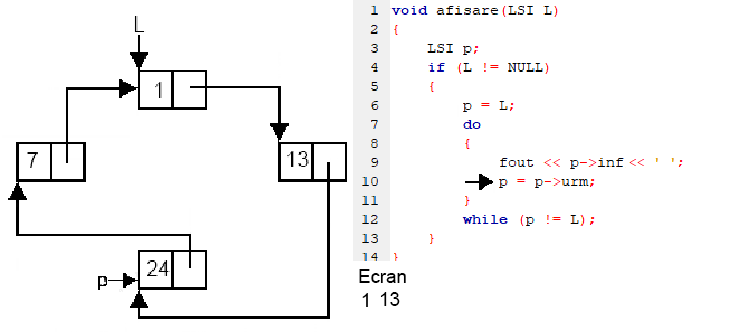 L
1
7
13
24
p
1 void afisare(LSI L)
2 {
3 LSI p;
4 if (L != NULL)
5 {
6 p = L;
7 do
8 {
9 fout << p->inf << ' ';
10 p = p->urm;
11 }
12 while (p != L);
13 }
14 }
Ecran
1 13